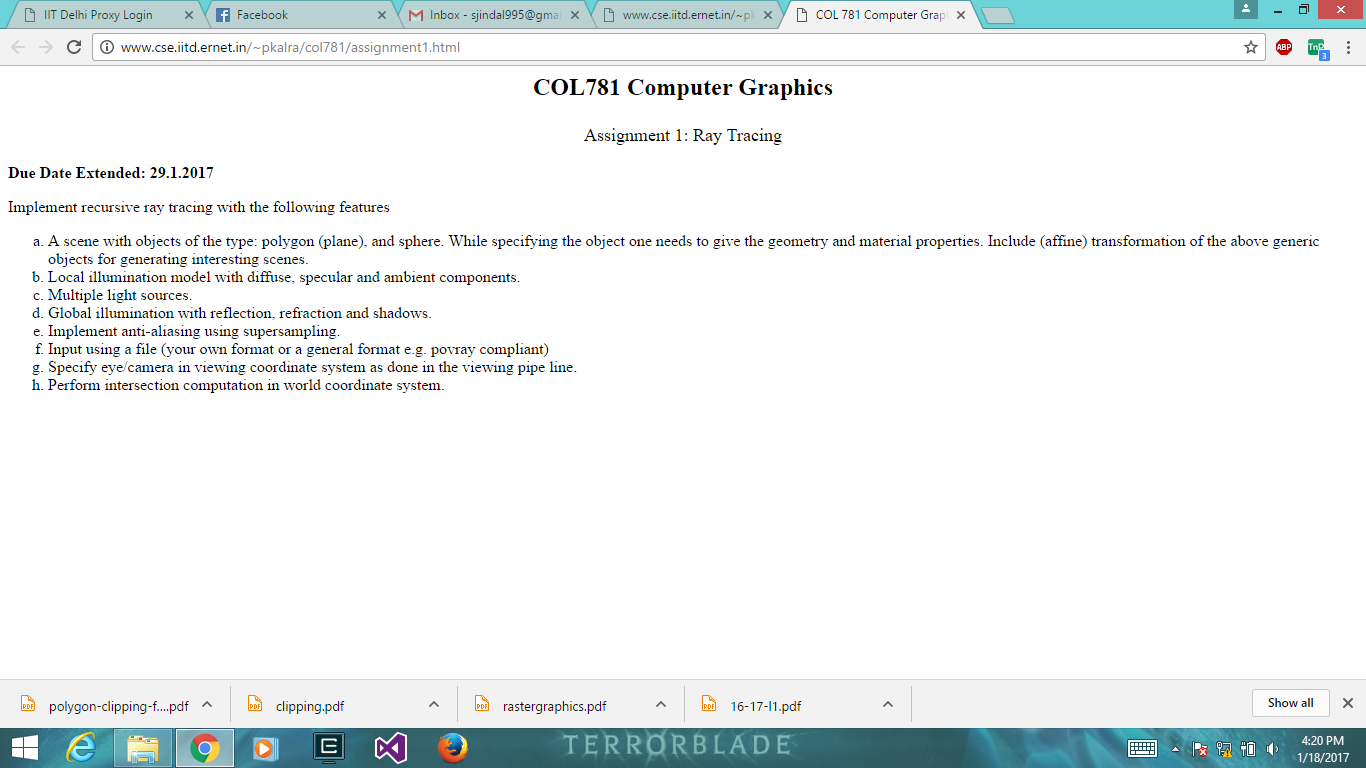 IIT Delhi Proxy Login
Facebook
Inbox - sjindal995@gmai
www.cse.iitd.ernet.in/~pk
COL 781 Computer Grap
www.cse.iitd.ernet.in/~pkalra/col781/assignment1.html
ABP
3
COL781 Computer Graphics
Assignment 1: Ray Tracing
Due Date Extended: 29.1.2017
Implement recursive ray tracing with the following features
a. A scene with objects of the type: polygon (plane), and sphere. While specifying the object one needs to give the geometry and material properties. Include (affine) transformation of the above generic
objects for generating interesting scenes.
b. Local illumination model with diffuse, specular and ambient components.
c. Multiple light sources.
d. Global illumination with reflection, refraction and shadows.
e. Implement anti-aliasing using supersampling.
f. Input using a file (your own format or a general format e.g. povray compliant)
g. Specify eye/camera in viewing coordinate system as done in the viewing pipe line.
h. Perform intersection computation in world coordinate system.
polygon-clipping-f....pdf
clipping.pdf
rastergraphics.pdf
16-17-l1.pdf
Show all
TERRORBLADE
4:20 PM
1/18/2017